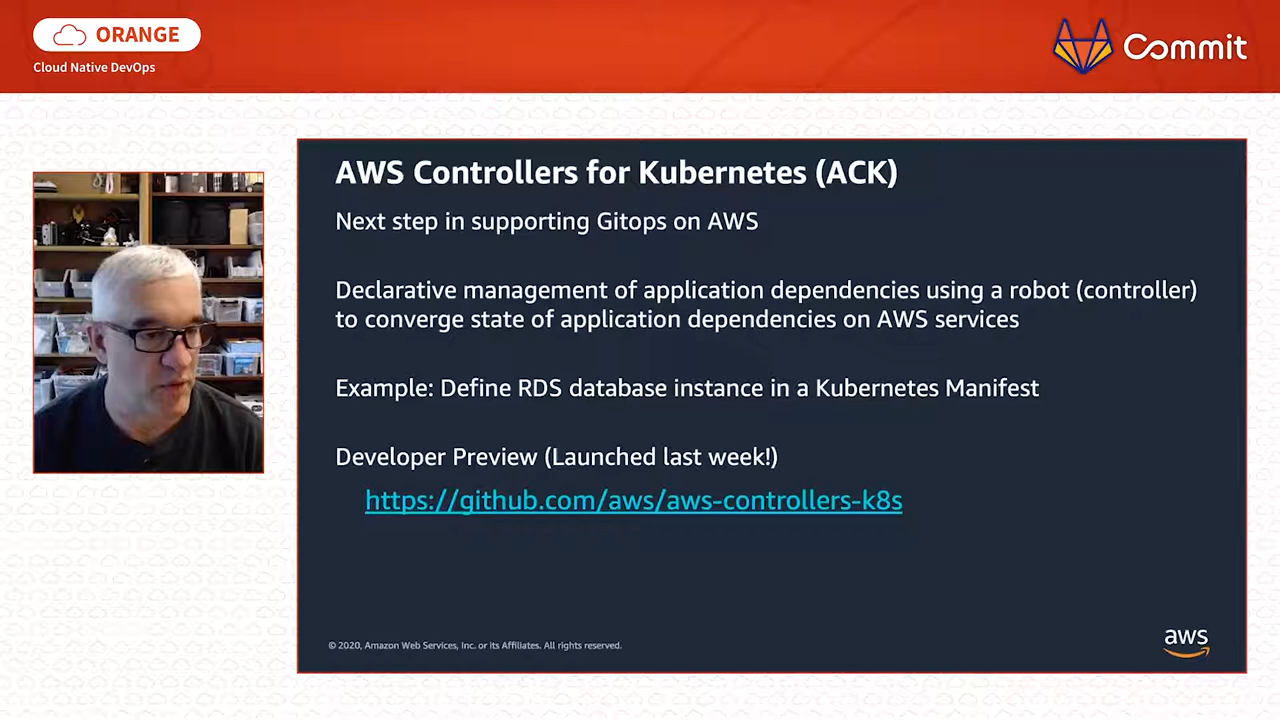 ORANGE
Cloud Native DevOps
Commit
AWS Controllers for Kubernetes (ACK)
Next step in supporting Gitops on AWS
Declarative management of application dependencies using a robot (controller)
to converge state of application dependencies on AWS services
Example: Define RDS database instance in a Kubernetes Manifest
Developer Preview (Launched last week!)
https://github.com/aws/aws-controllers-k8s
© 2020, Amazon Web Services, Inc. or its Affiliates. All rights reserved.
aws